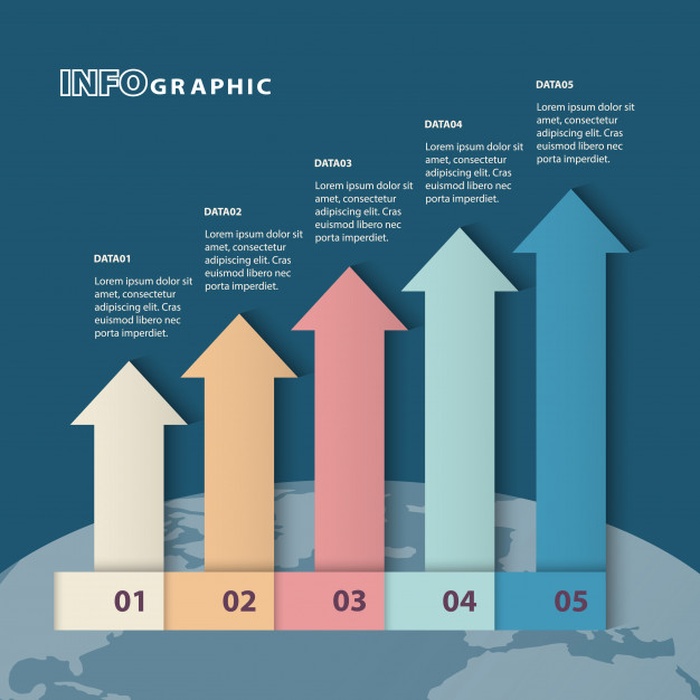 INFOGRAPHIC
DATA01
Lorem ipsum dolor sit
amet, consectetur
adipiscing elit. Cras
euismod libero nec
porta imperdiet.
DATA02
Lorem ipsum dolor sit
amet, consectetur
adipiscing elit. Cras
euismod libero nec
porta imperdiet.
DATA03
Lorem ipsum dolor sit
amet, consectetur
adipiscing elit. Cras
euismod libero nec
porta imperdiet.
DATA04
Lorem ipsum dolor sit
amet, consectetur
adipiscing elit. Cras
euismod libero nec
porta imperdiet.
DATA05
Lorem ipsum dolor sit
amet, consectetur
adipiscing elit. Cras
euismod libero nec
porta imperdiet.
01 02 03 04 05